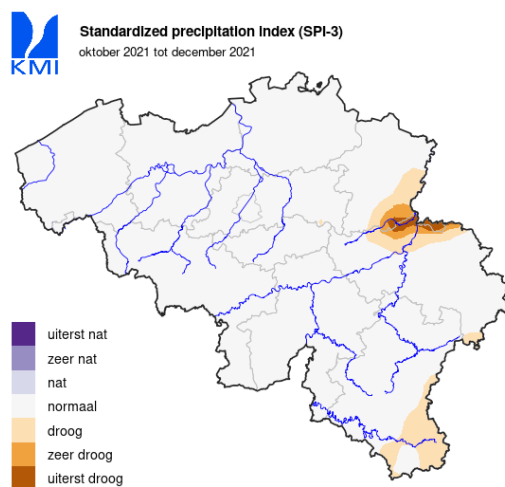 KMI
Standardized precipitation index (SPI-3)
oktober 2021 tot december 2021
uiterst nat
zeer nat
nat
normaal
droog
zeer droog
uiterst droog